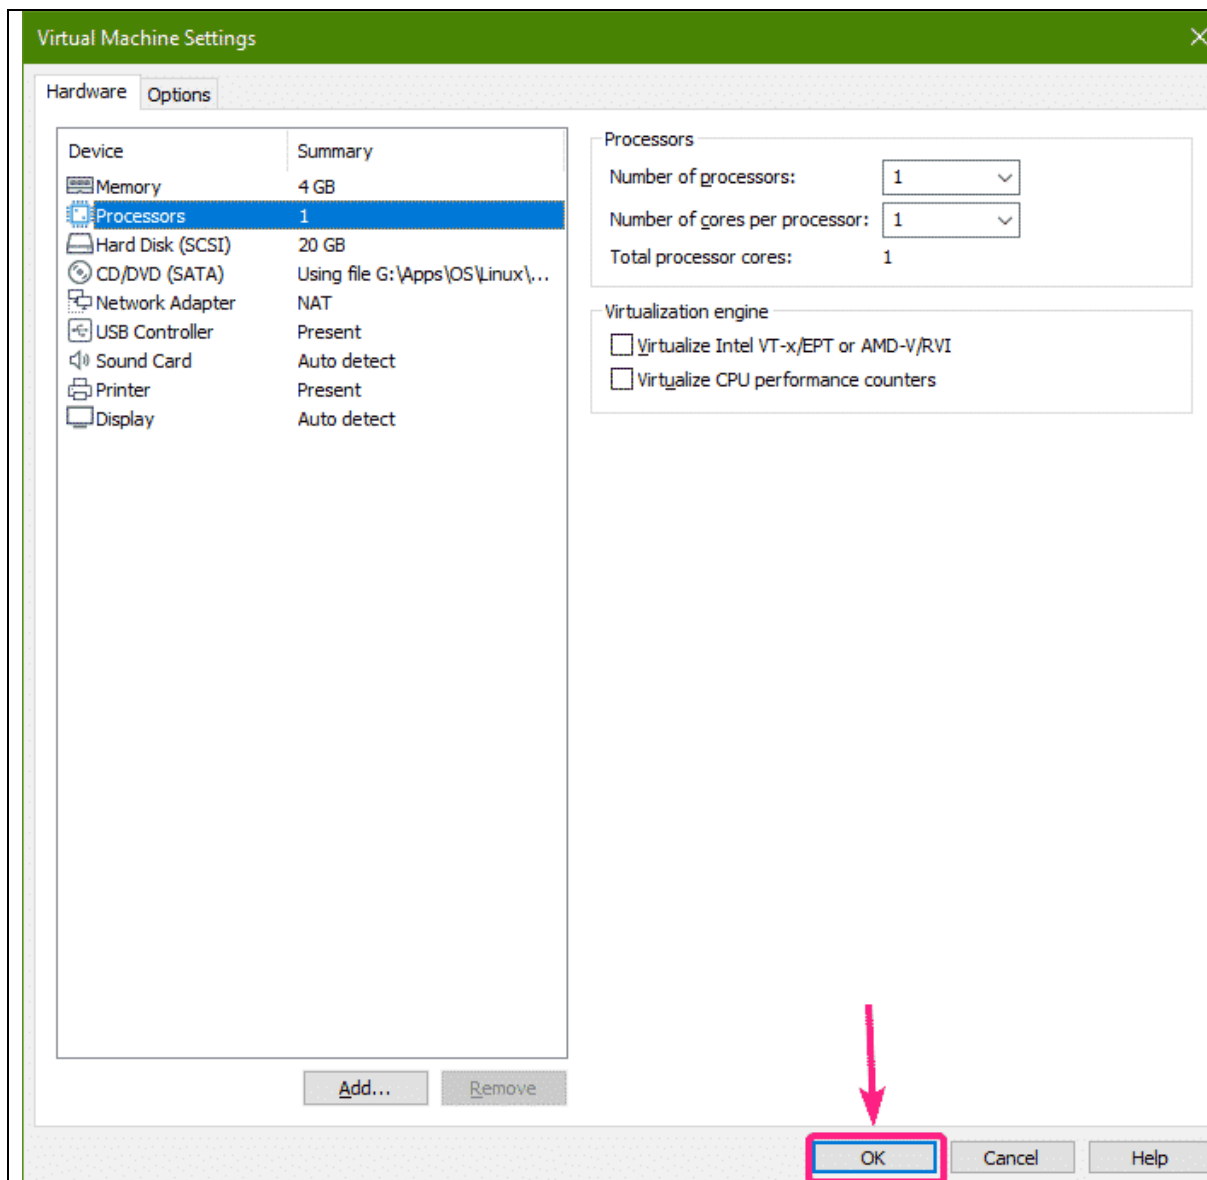 Virtual Machine Settings
Hardware Options
Device Summary
Memory 4 GB
Processors 1
Hard Disk (SCSI) 20 GB
CD/DVD (SATA) Using file G:\Apps\OS\Linux\...
Network Adapter NAT
USB Controller Present
Sound Card Auto detect
Printer Present
Display Auto detect
Add... Remove
Processors
Number of processors: 1
Number of cores per processor: 1
Total processor cores: 1
Virtualization engine
Virtualize Intel VT-x/EPT or AMD-V/RVI
Virtualize CPU performance counters
OK Cancel Help